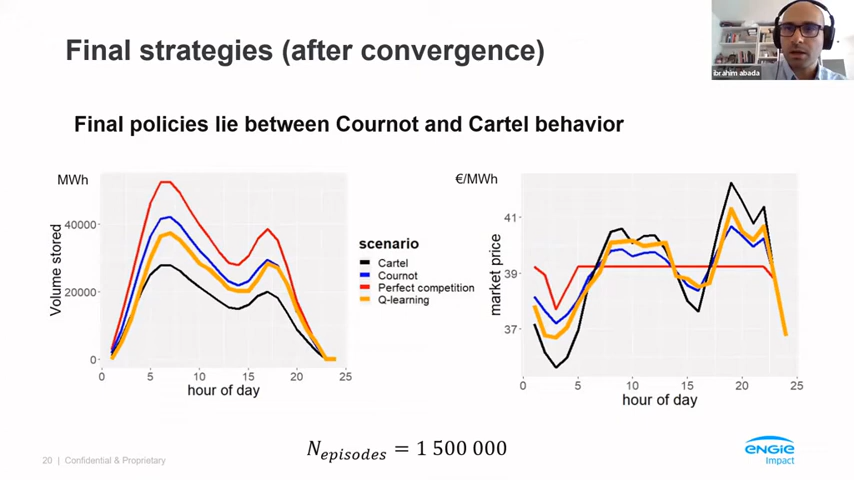 Final strategies (after convergence)
ibrahim abada
Final policies lie between Cournot and Cartel behavior
MWh
Volume stored
40000
20000
0
0 5 10 15 20 25
hour of day
scenario
Cartel
Cournot
Perfect competition
Q-learning
€/MWh
market price
41
39
37
0 5 10 15 20 25
hour of day
N_episodes = 1 500 000
20 | Confidential & Proprietary
ENGIE
Impact